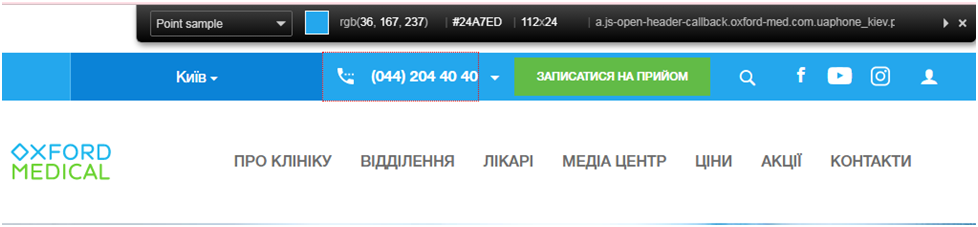 Point sample rgb(36, 167, 237) | #24A7ED | 112x24 | a.js-open-header-callback.oxford-med.com.uaphone_kiev.p
Київ (044) 204 40 40 ЗАПИСАТИСЯ НА ПРИЙОМ
OXFORD
MEDICAL
ПРО КЛІНІКУ ВІДДІЛЕННЯ ЛІКАРІ МЕДІА ЦЕНТР ЦІНИ АКЦІЇ КОНТАКТИ